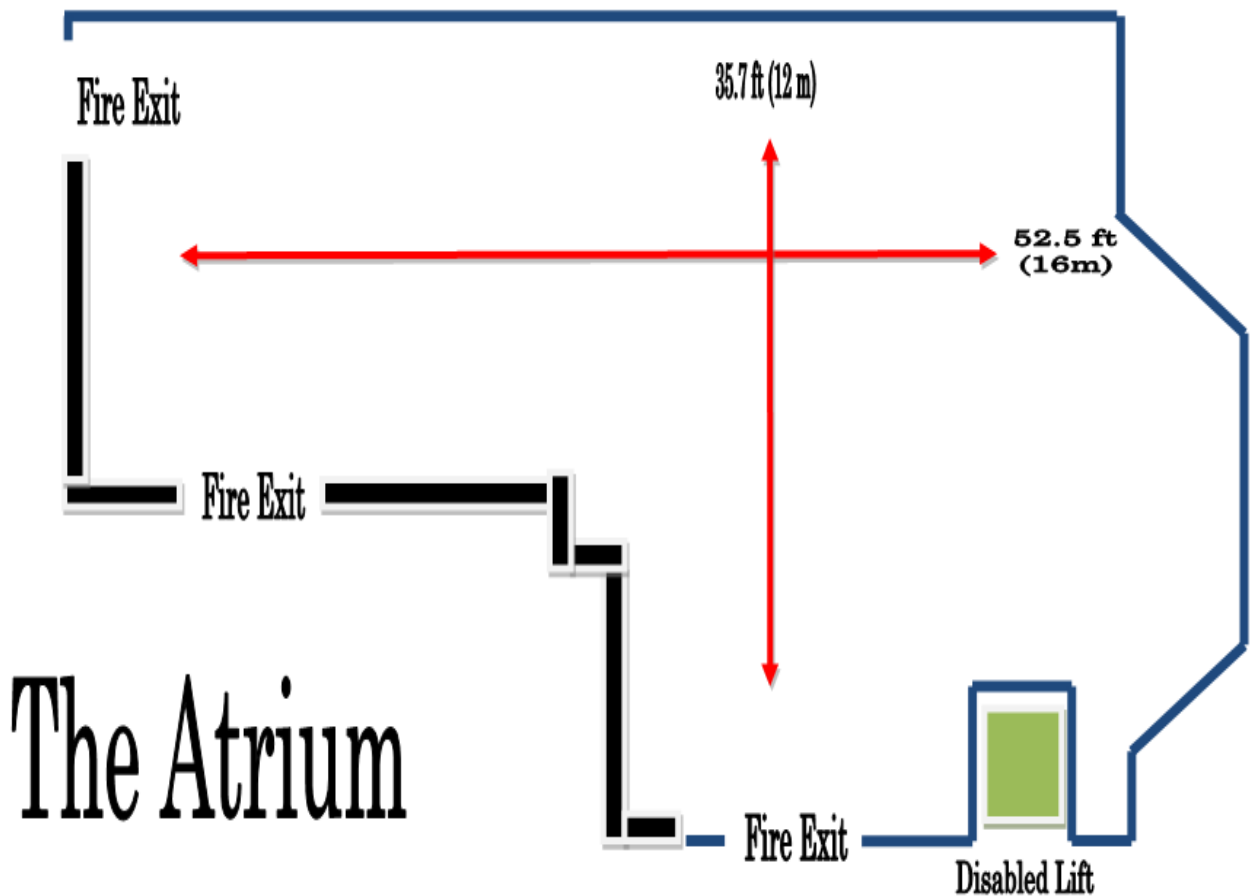 Fire Exit
35.7 ft (12 m)
52.5 ft
(16m)
Fire Exit
The Atrium
Fire Exit
Disabled Lift